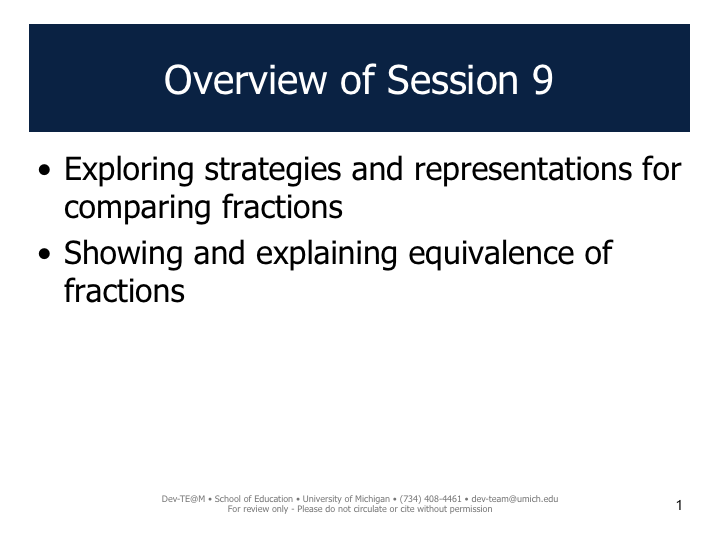 Overview of Session 9
• Exploring strategies and representations for
comparing fractions
• Showing and explaining equivalence of
fractions
Dev-TE@M • School of Education • University of Michigan • (734) 408-4461 • dev-team@umich.edu
For review only - Please do not circulate or cite without permission
1